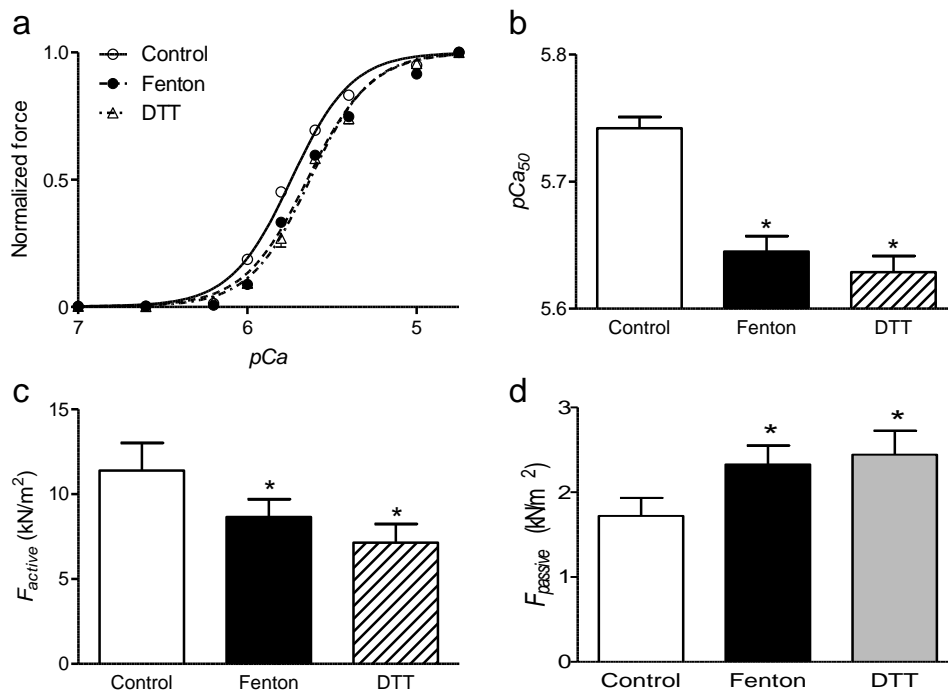 a
Control
Fenton
DTT
1.0
0.5
0
Normalized force
7
6
5
pCa
b
5.8
5.7
5.6
pCa50
*
*
Control
Fenton
DTT
c
15
10
5
0
Factive (kN/m2)
*
*
Control
Fenton
DTT
d
3
2
1
0
Fpassive (kN/m2)
*
*
Control
Fenton
DTT